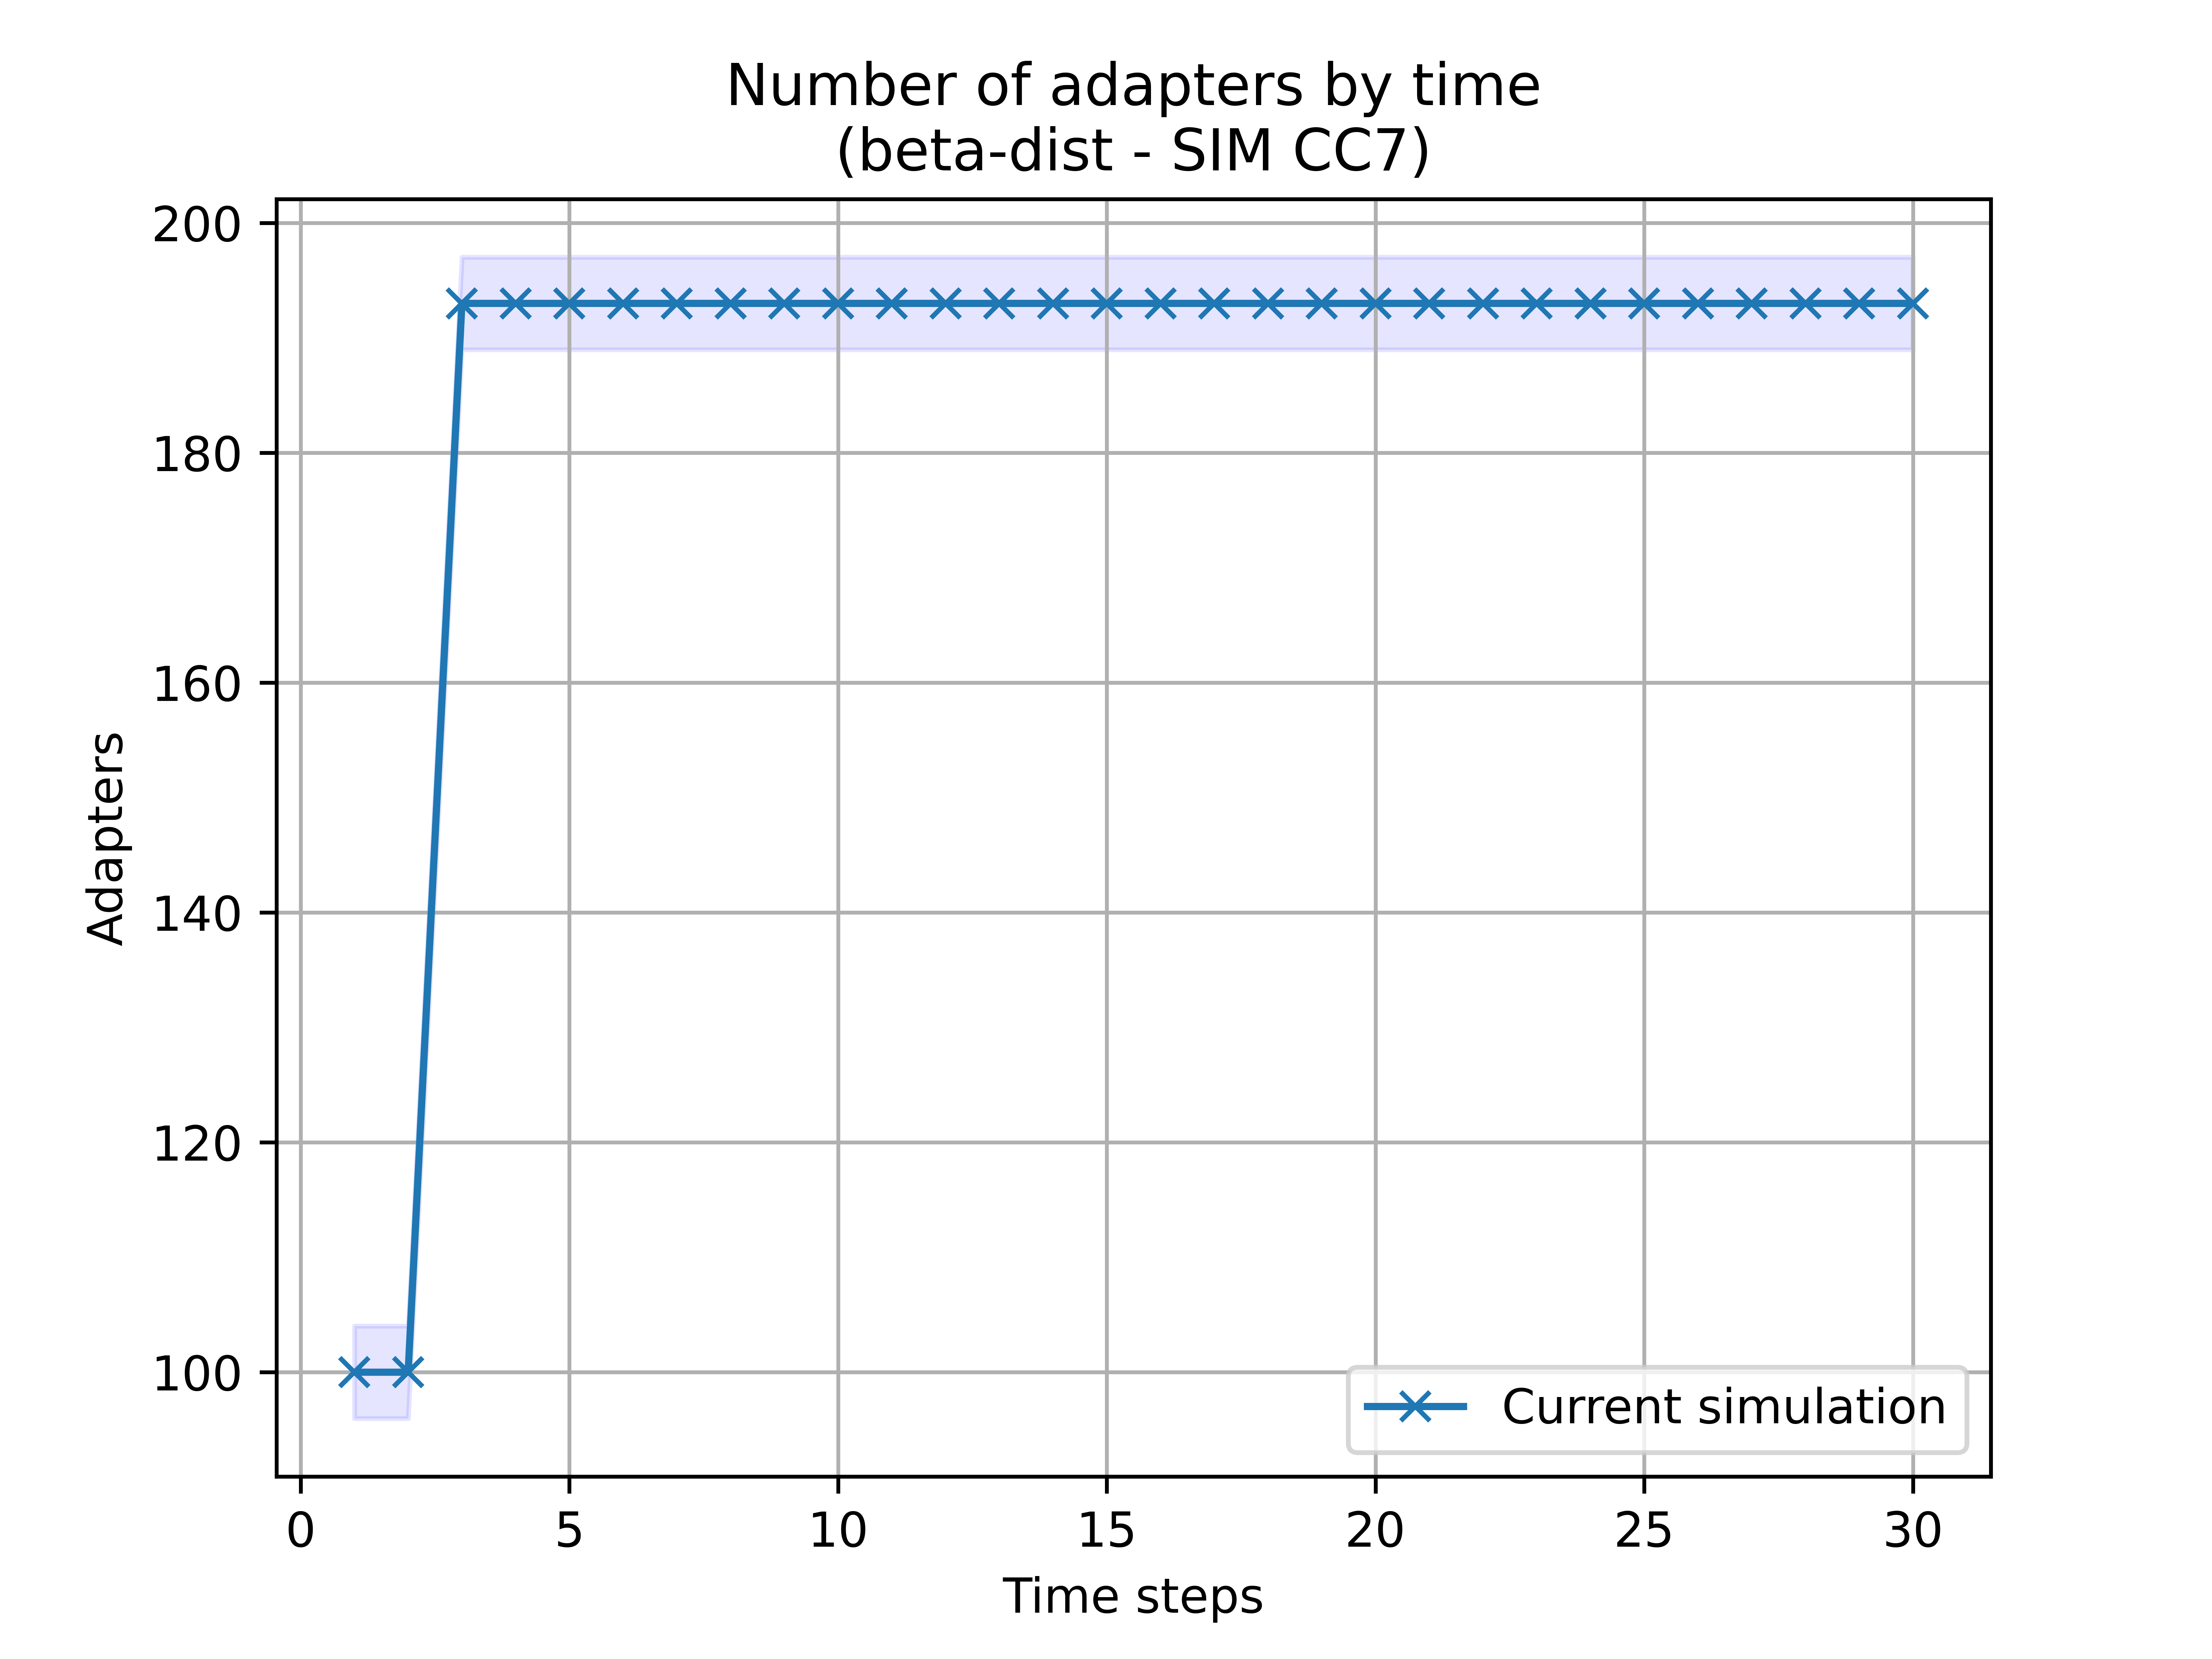 Number of adapters by time
(beta-dist - SIM CC7)
200
180
160
140
120
100
Adapters
Current simulation
0 5 10 15 20 25 30
Time steps